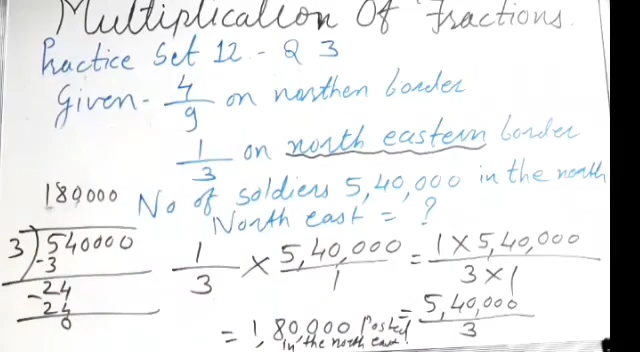 Multiplication Of Fractions.
Practice Set 12 - Q 3
Given - 4/9 on northen border
1/3 on north eastern border
No of soldiers 5,40,000 in the north
North east = ?
180000
3)540000
-3
-24
24
0
1/3 × 5,40,000/1 = 1×5,40,000/3×1
= 5,40,000/3
= 1,80,000 Posted in the north east.